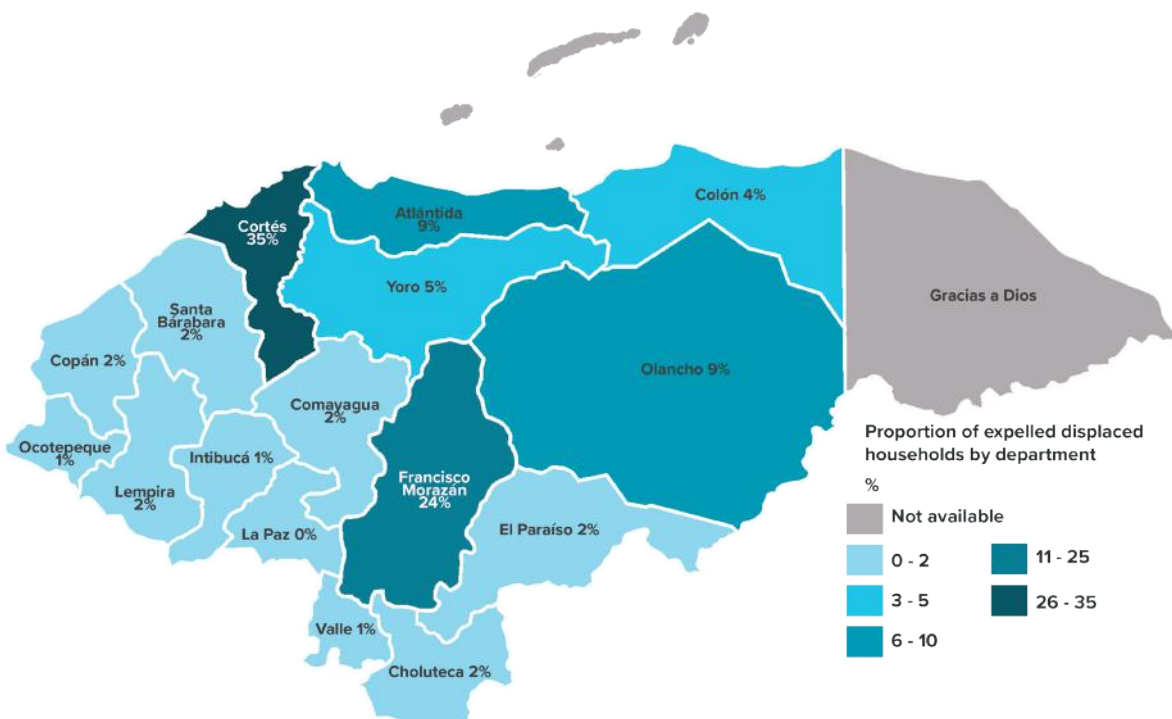 Colón 4%
Atlántida
9%
Cortés
35%
Yoro 5%
Gracias a Dios
Santa
Bárabara
2%
Copán 2%
Olancho 9%
Comayagua
2%
Ocotepeque
1%
Intibucá 1%
Lempira
2%
Francisco
Morazán
24%
La Paz 0%
El Paraíso 2%
Valle 1%
Choluteca 2%
Proportion of expelled displaced
households by department
%
Not available
0 - 2
3 - 5
6 - 10
11 - 25
26 - 35